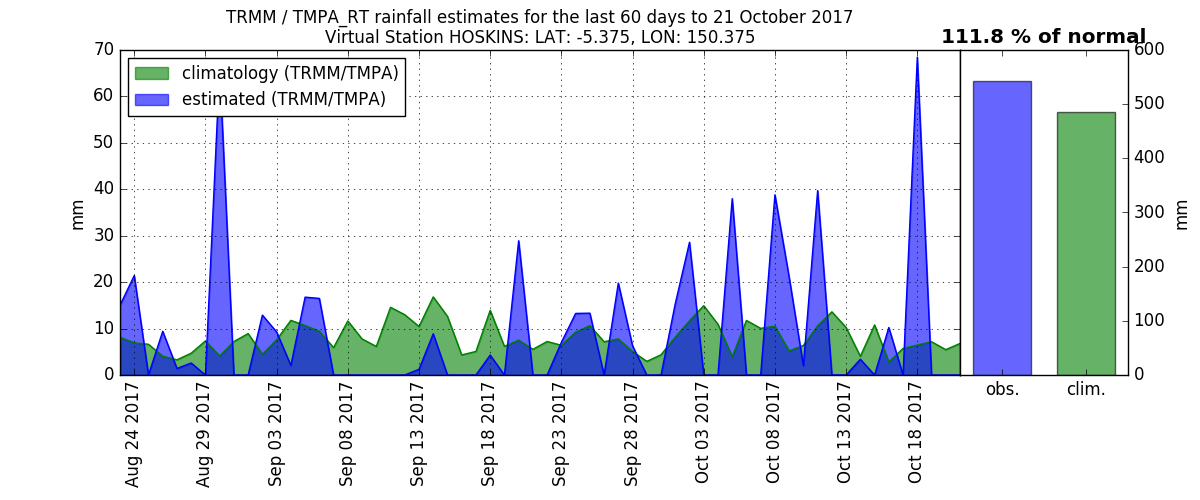 TRMM / TMPA_RT rainfall estimates for the last 60 days to 21 October 2017
Virtual Station HOSKINS: LAT: -5.375, LON: 150.375
111.8 % of normal
climatology (TRMM/TMPA)
estimated (TRMM/TMPA)
70
60
50
40
30
20
10
0
mm
Aug 24 2017
Aug 29 2017
Sep 03 2017
Sep 08 2017
Sep 13 2017
Sep 18 2017
Sep 23 2017
Sep 28 2017
Oct 03 2017
Oct 08 2017
Oct 13 2017
Oct 18 2017
obs.
clim.
600
500
400
300
200
100
0
mm